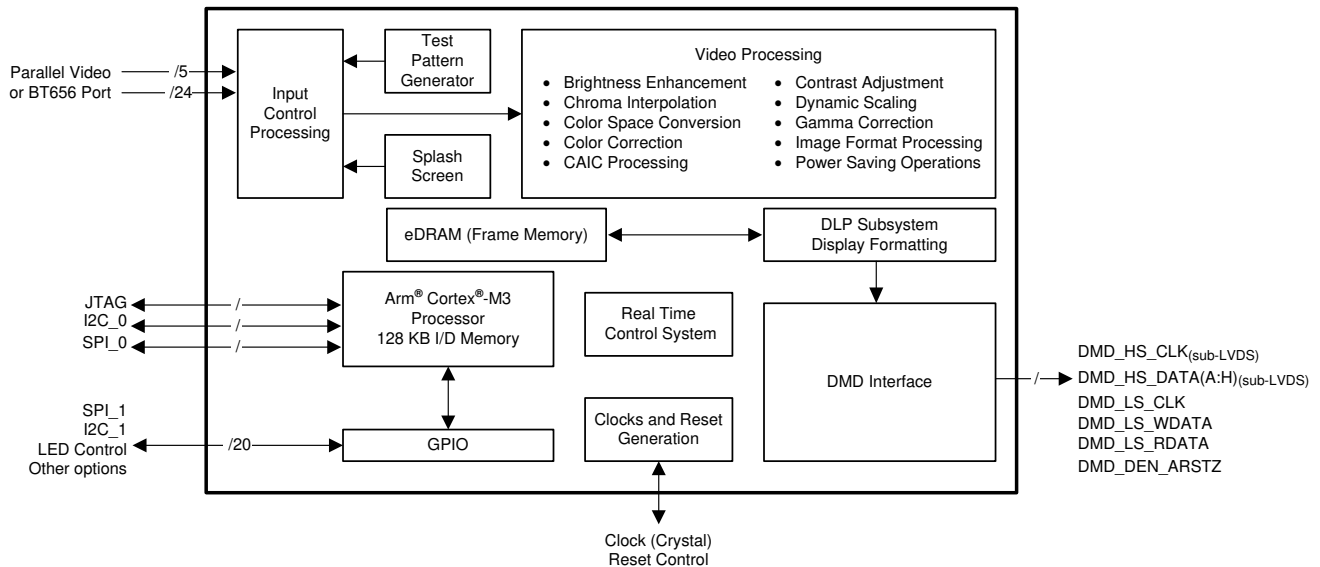 Parallel Video
or BT656 Port
/5
/24
Input
Control
Processing
Test
Pattern
Generator
Splash
Screen
Video Processing
• Brightness Enhancement
• Chroma Interpolation
• Color Space Conversion
• Color Correction
• CAIC Processing
• Contrast Adjustment
• Dynamic Scaling
• Gamma Correction
• Image Format Processing
• Power Saving Operations
eDRAM (Frame Memory)
DLP Subsystem
Display Formatting
JTAG
I2C_0
SPI_0
/
/
/
Arm® Cortex®-M3
Processor
128 KB I/D Memory
Real Time
Control System
DMD Interface
/
DMD_HS_CLK(sub-LVDS)
DMD_HS_DATA(A:H)(sub-LVDS)
DMD_LS_CLK
DMD_LS_WDATA
DMD_LS_RDATA
DMD_DEN_ARSTZ
SPI_1
I2C_1
LED Control
Other options
/20
GPIO
Clocks and Reset
Generation
Clock (Crystal)
Reset Control